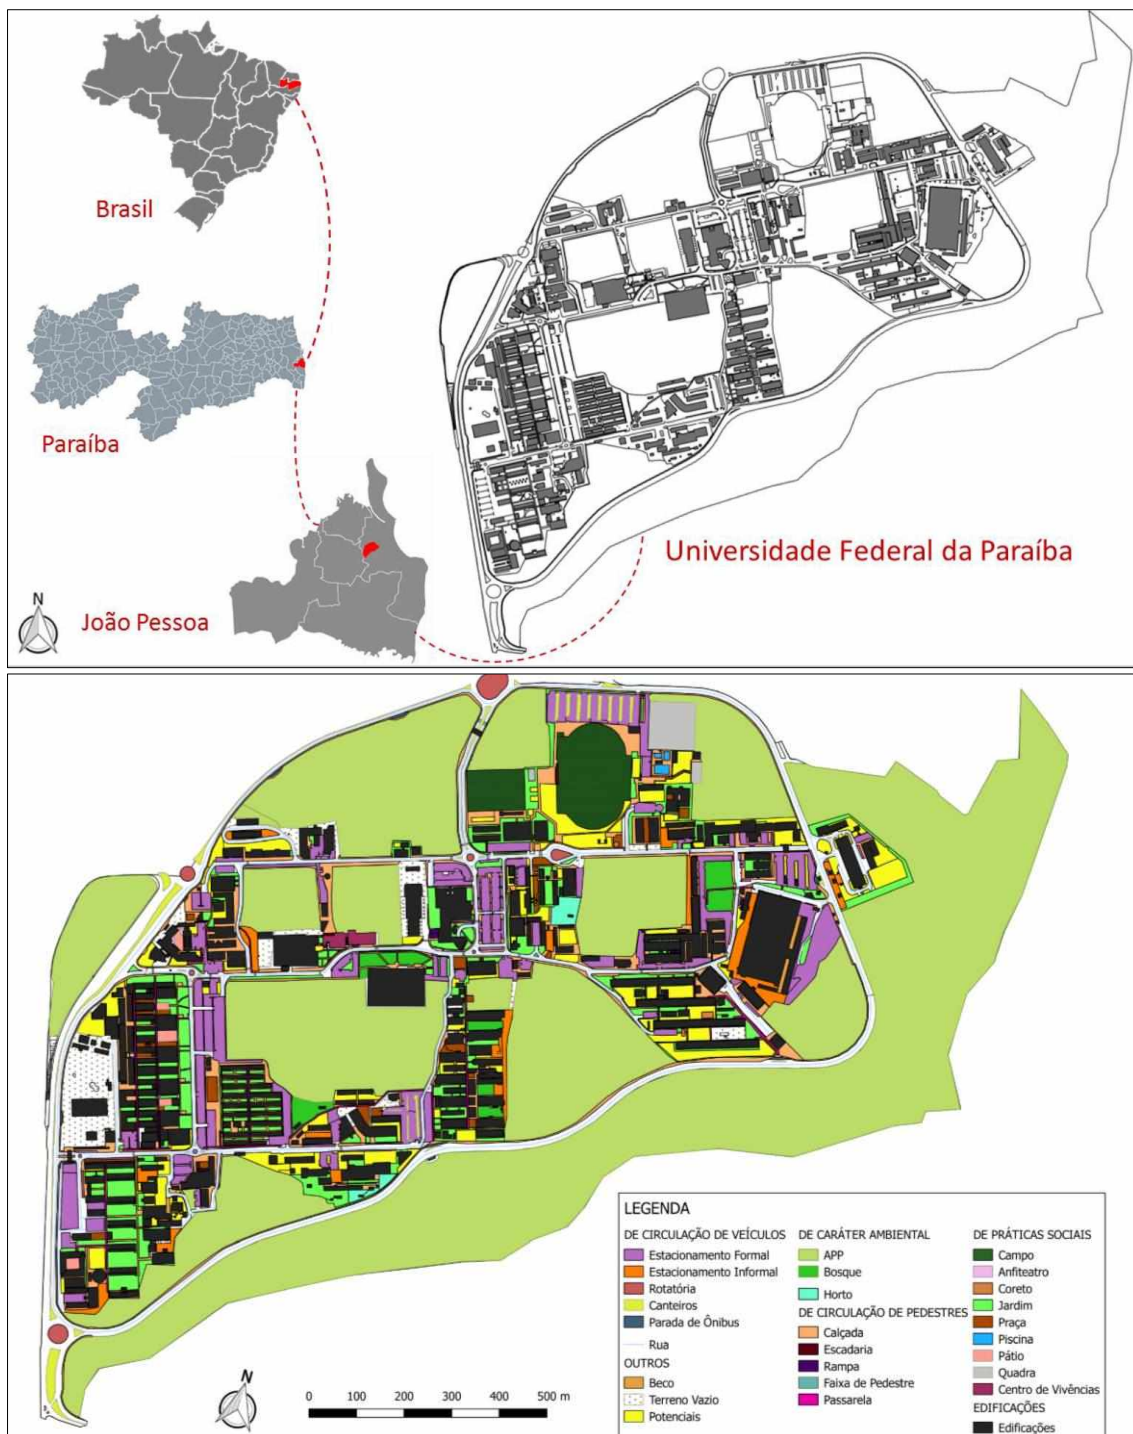 Brasil
Paraíba
João Pessoa
N
Universidade Federal da Paraíba
N
0 100 200 300 400 500 m
LEGENDA
DE CIRCULAÇÃO DE VEÍCULOS
Estacionamento Formal
Estacionamento Informal
Rotatória
Canteiros
Parada de Ônibus
Rua
OUTROS
Beco
Terreno Vazio
Potenciais
DE CARÁTER AMBIENTAL
APP
Bosque
Horto
DE CIRCULAÇÃO DE PEDESTRES
Calçada
Escadaria
Rampa
Faixa de Pedestre
Passarela
DE PRÁTICAS SOCIAIS
Campo
Anfiteatro
Coreto
Jardim
Praça
Piscina
Pátio
Quadra
Centro de Vivências
EDIFICAÇÕES
Edificações